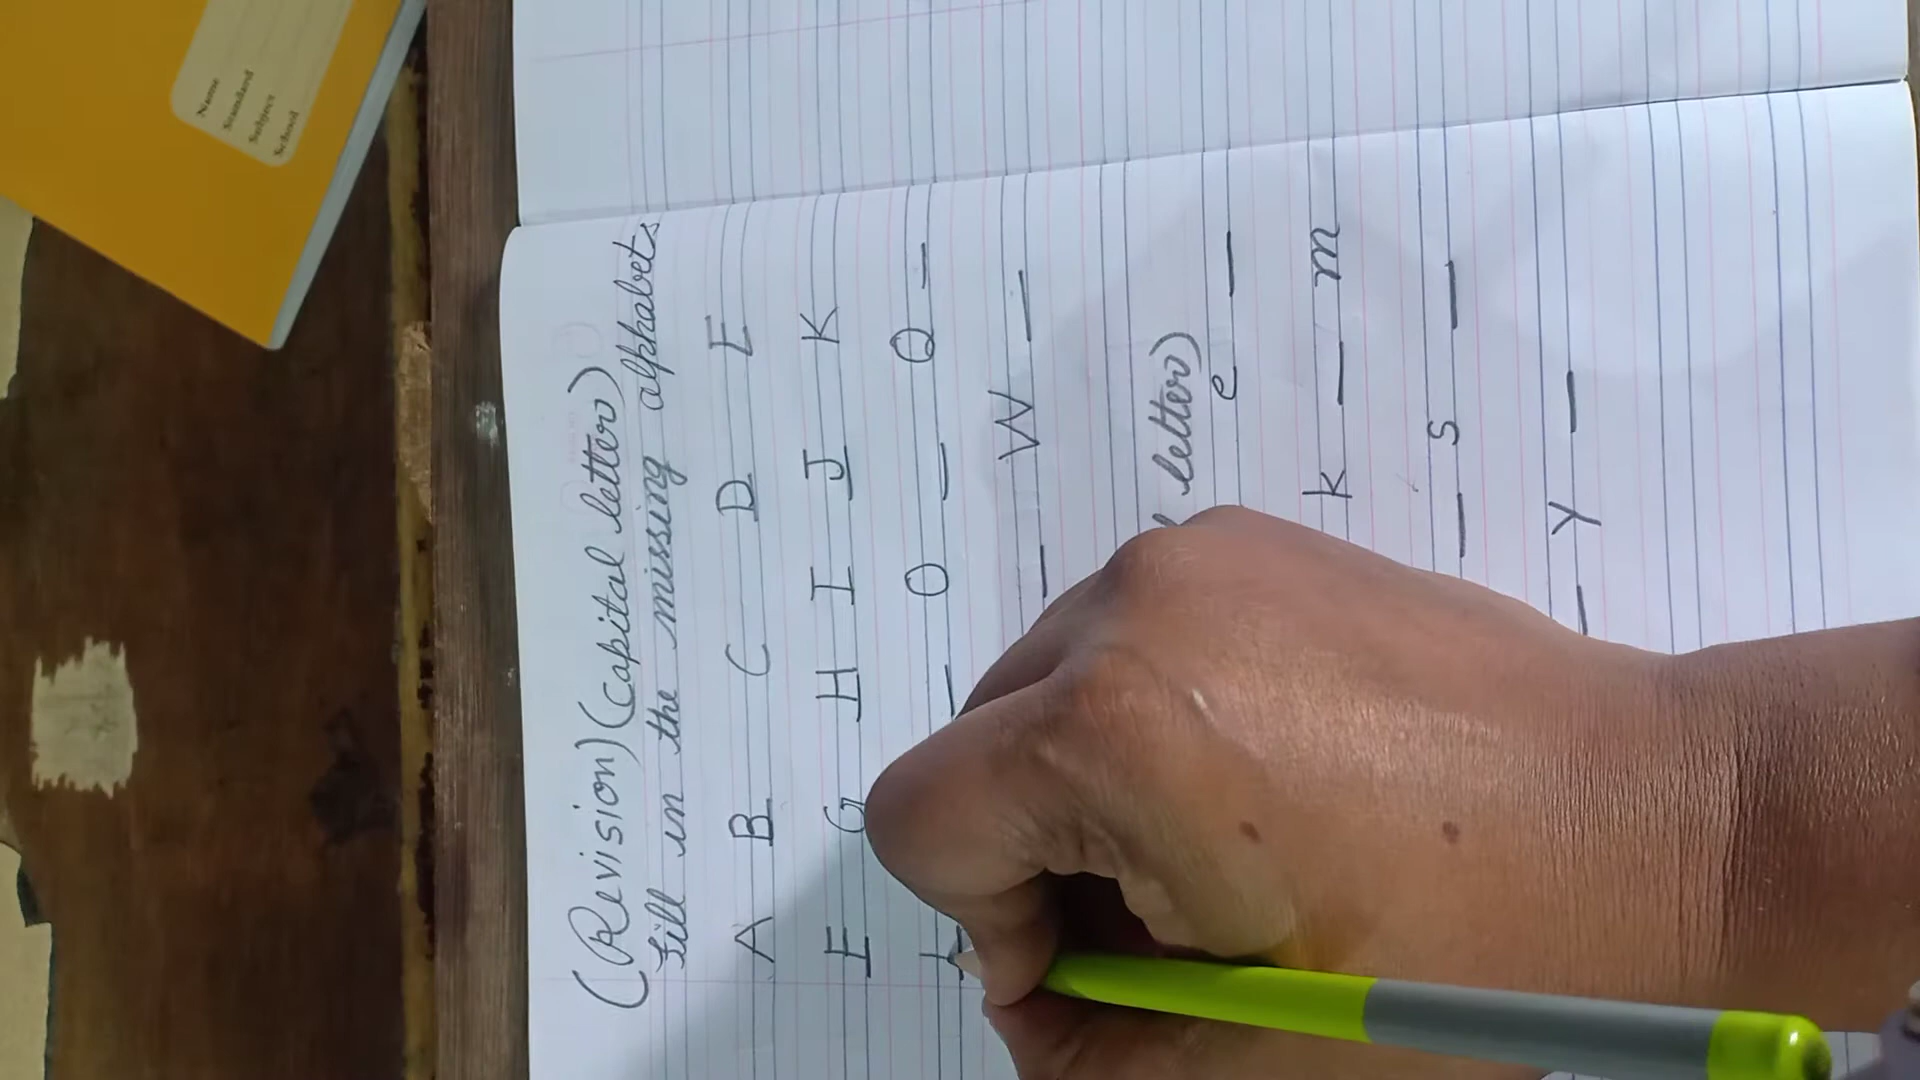 Name
Standard
Subject
School
(Revision) (Capital letter)
Fill in the missing alphabets
A B C D E
F G H I J K
L _ O _ Q _
_ W _
letter)
e _
k _ m
_ s _
_ y _